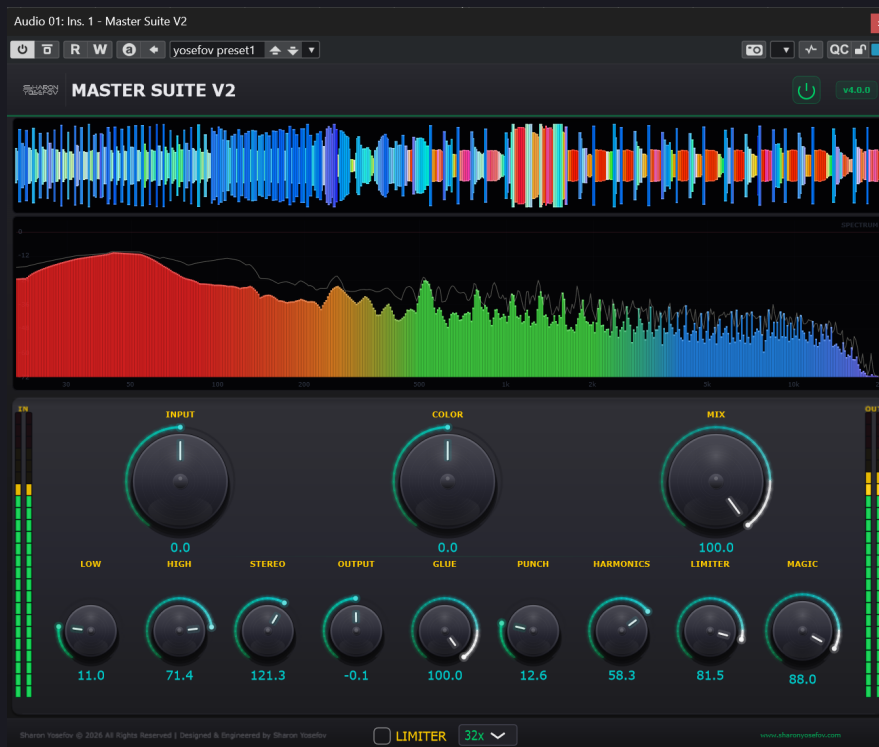 Audio 01: Ins. 1 - Master Suite V2
R W a yosefov preset1 QC
SHARON YOSEFOV MASTER SUITE V2 v4.0.0
SPECTRUM
0
-12
30 50 100 200 500 1k 2k 5k 10k
IN INPUT COLOR MIX
0.0 0.0 100.0
LOW HIGH STEREO OUTPUT GLUE PUNCH HARMONICS LIMITER MAGIC
11.0 71.4 121.3 -0.1 100.0 12.6 58.3 81.5 88.0
Sharon Yosefov © 2026 All Rights Reserved | Designed & Engineered by Sharon Yosefov LIMITER 32x www.sharonyosefov.com